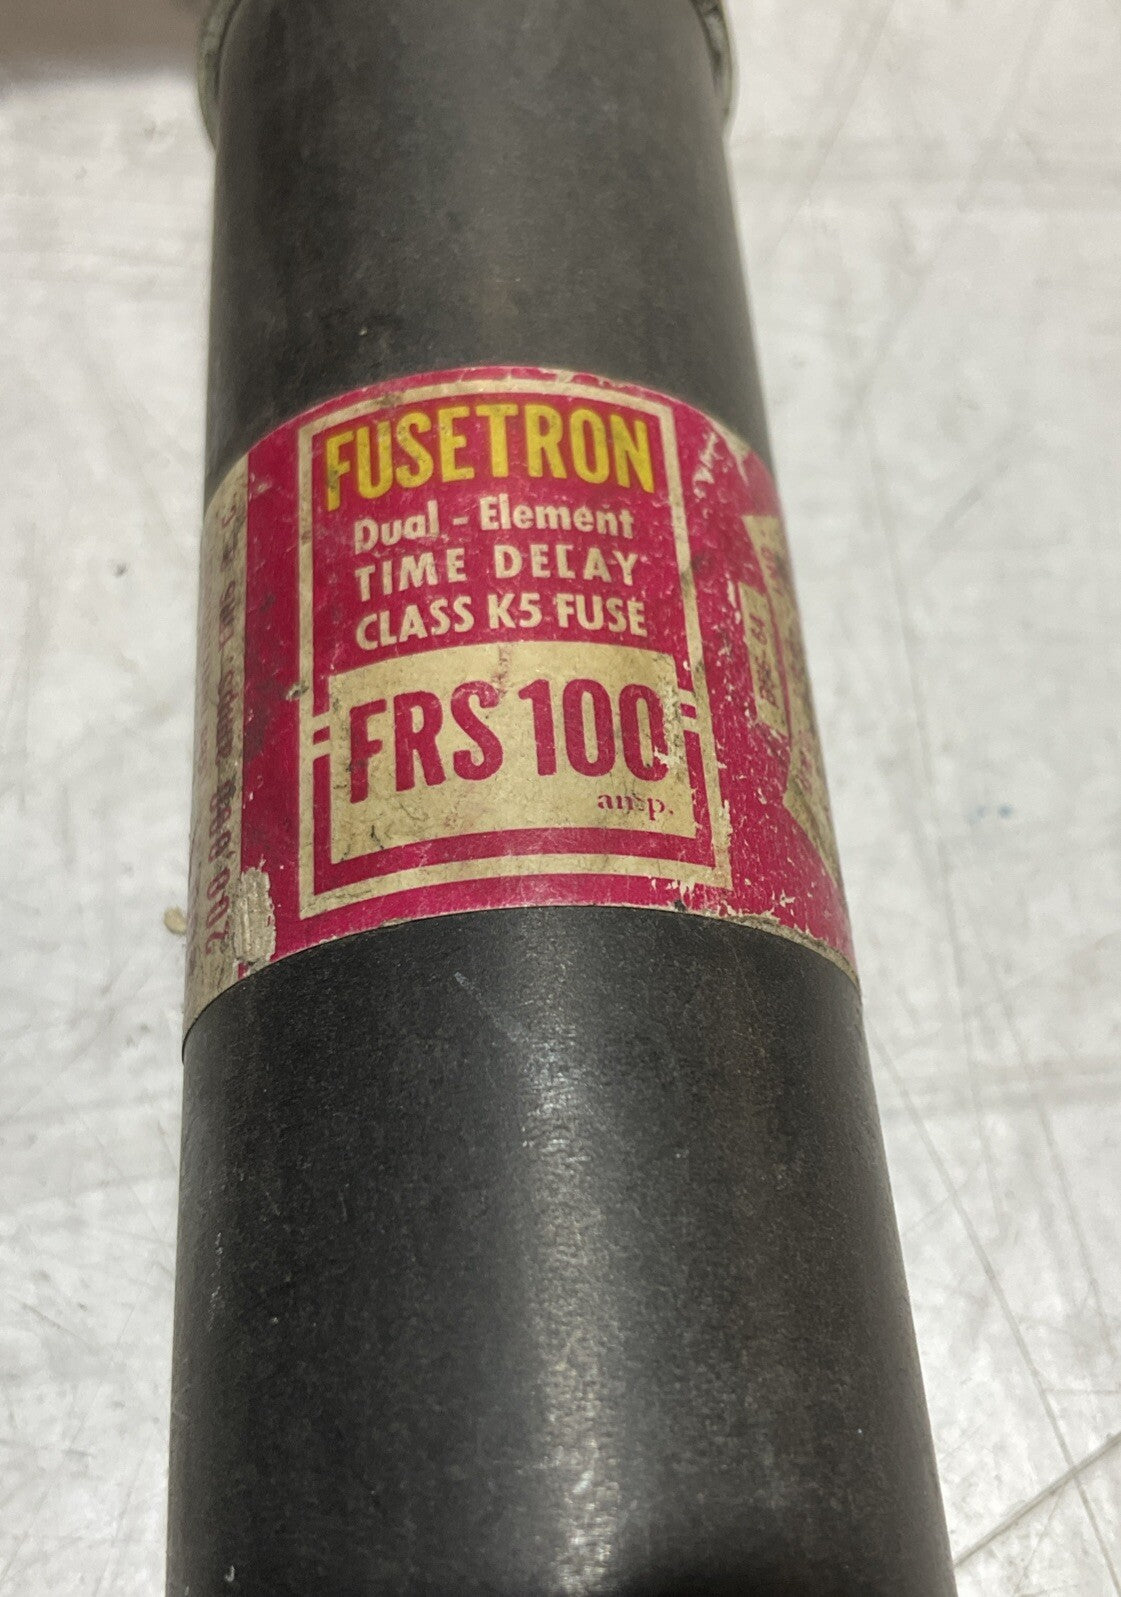 FUSETRON
Dual - Element
TIME DELAY
CLASS K5 FUSE
FRS 100
amp.